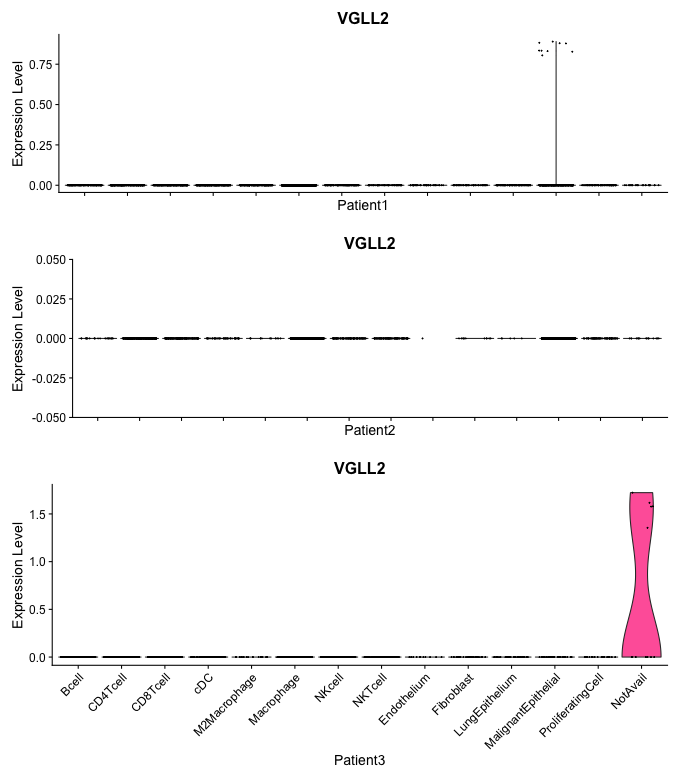 VGLL2
Expression Level
0.75
0.50
0.25
0.00
Patient1
VGLL2
Expression Level
0.050
0.025
0.000
-0.025
-0.050
Patient2
VGLL2
Expression Level
1.5
1.0
0.5
0.0
Bcell
CD4Tcell
CD8Tcell
cDC
M2Macrophage
Macrophage
NKcell
NKTcell
Endothelium
Fibroblast
LungEpithelium
MalignantEpithelial
ProliferatingCell
NotAvail
Patient3